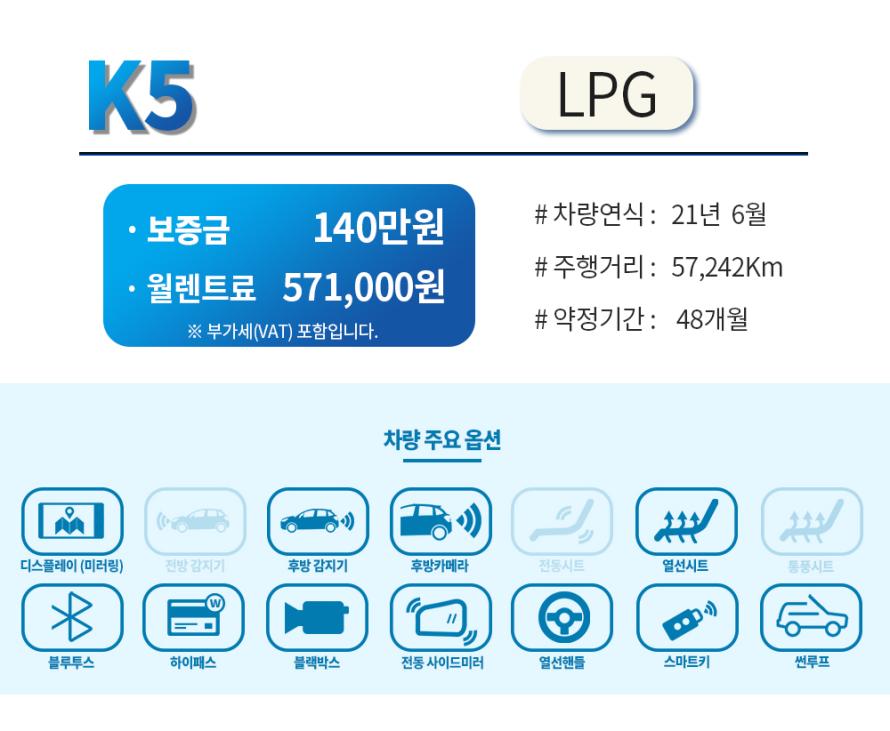 K5
LPG
· 보증금 140만원
· 월렌트료 571,000원
※ 부가세(VAT) 포함입니다.
# 차량연식 : 21년 6월
# 주행거리 : 57,242Km
# 약정기간 : 48개월
차량 주요 옵션
디스플레이 (미러링) 전방 감지기 후방 감지기 후방카메라 전동시트 열선시트 통풍시트
W
블루투스 하이패스 블랙박스 전동 사이드미러 열선핸들 스마트키 썬루프